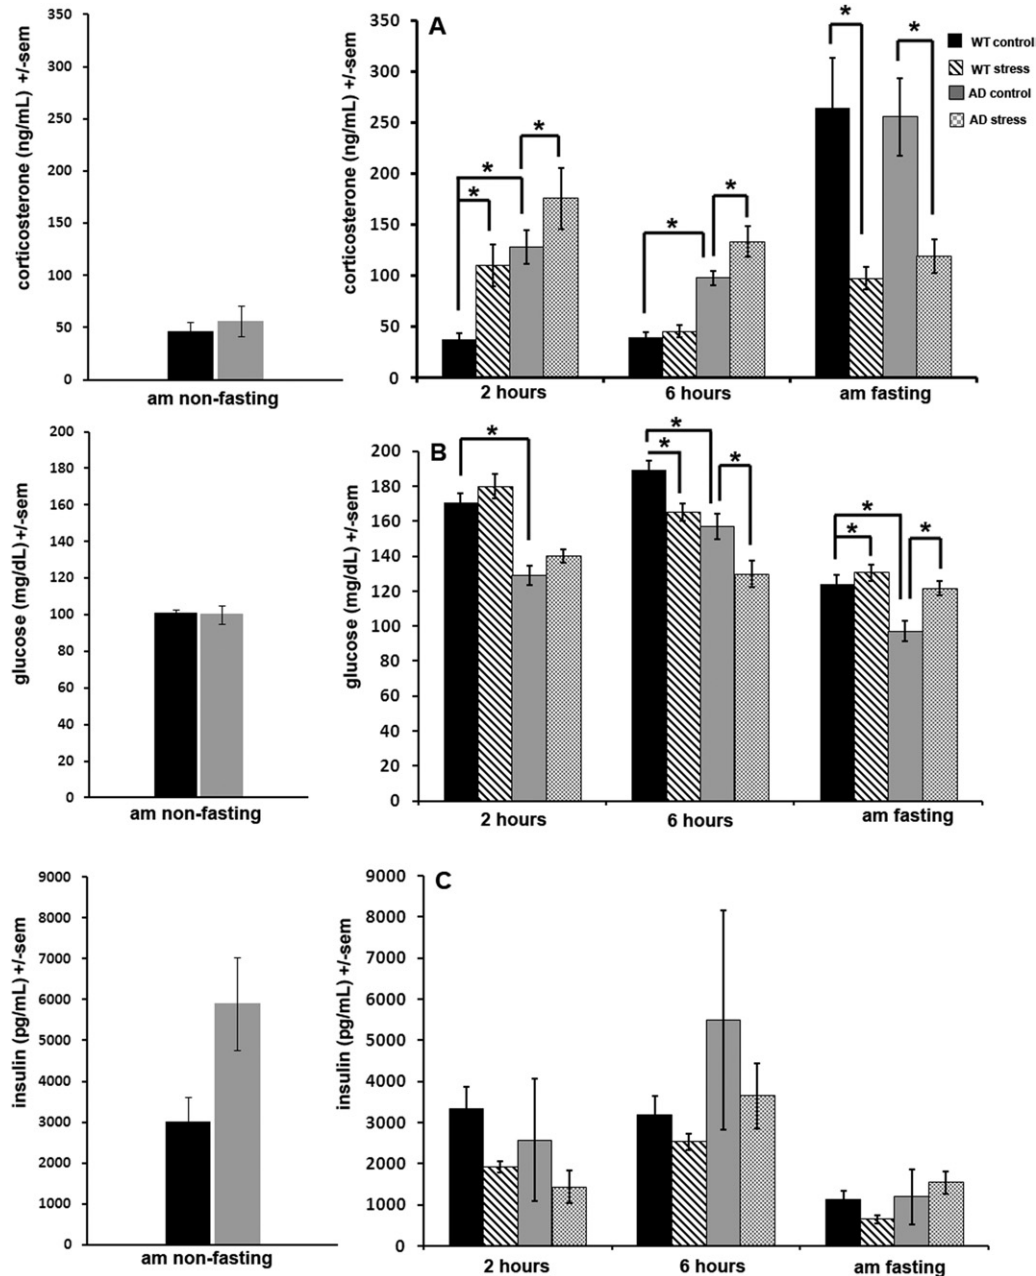 corticosterone (ng/mL) +/-sem
350
300
250
200
150
100
50
0
am non-fasting
A
corticosterone (ng/mL) +/-sem
350
300
250
200
150
100
50
0
* * * * * * * *
2 hours 6 hours am fasting
WT control
WT stress
AD control
AD stress
glucose (mg/dL) +/-sem
200
180
160
140
120
100
80
60
40
20
0
am non-fasting
B
glucose (mg/dL) +/-sem
200
180
160
140
120
100
80
60
40
20
0
* * * * * * *
2 hours 6 hours am fasting
insulin (pg/mL) +/-sem
9000
8000
7000
6000
5000
4000
3000
2000
1000
0
am non-fasting
C
insulin (pg/mL) +/-sem
9000
8000
7000
6000
5000
4000
3000
2000
1000
0
2 hours 6 hours am fasting